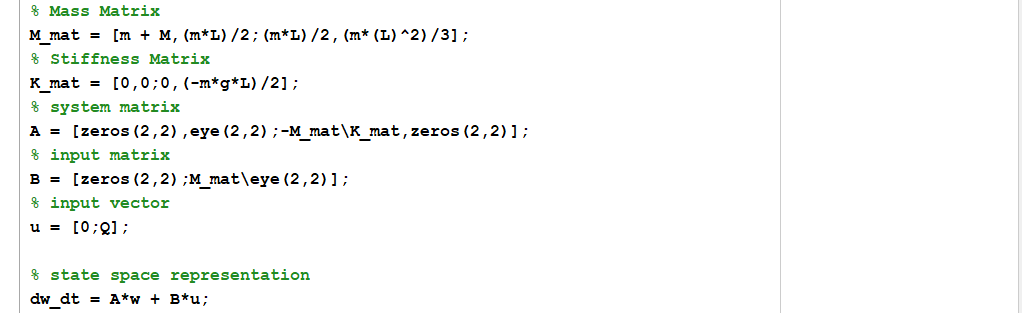 % Mass Matrix
M_mat = [m + M,(m*L)/2;(m*L)/2,(m*(L)^2)/3];
% Stiffness Matrix
K_mat = [0,0;0,(-m*g*L)/2];
% system matrix
A = [zeros(2,2),eye(2,2);-M_mat\K_mat,zeros(2,2)];
% input matrix
B = [zeros(2,2);M_mat\eye(2,2)];
% input vector
u = [0;Q];
% state space representation
dw_dt = A*w + B*u;